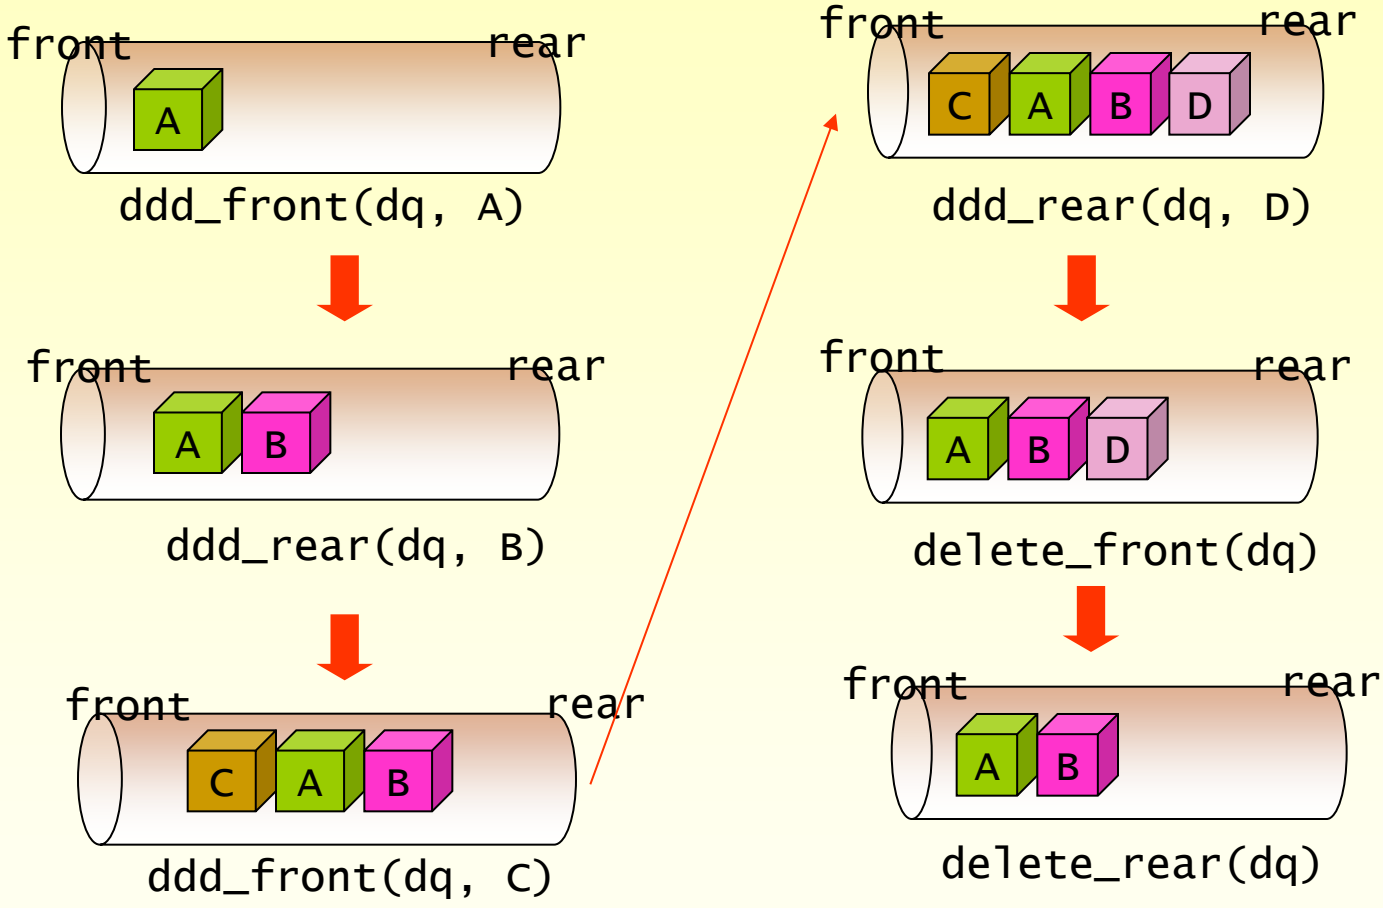 front rear
A
ddd_front(dq, A)
front rear
A B
ddd_rear(dq, B)
front rear
C A B
ddd_front(dq, C)
front rear
C A B D
ddd_rear(dq, D)
front rear
A B D
delete_front(dq)
front rear
A B
delete_rear(dq)